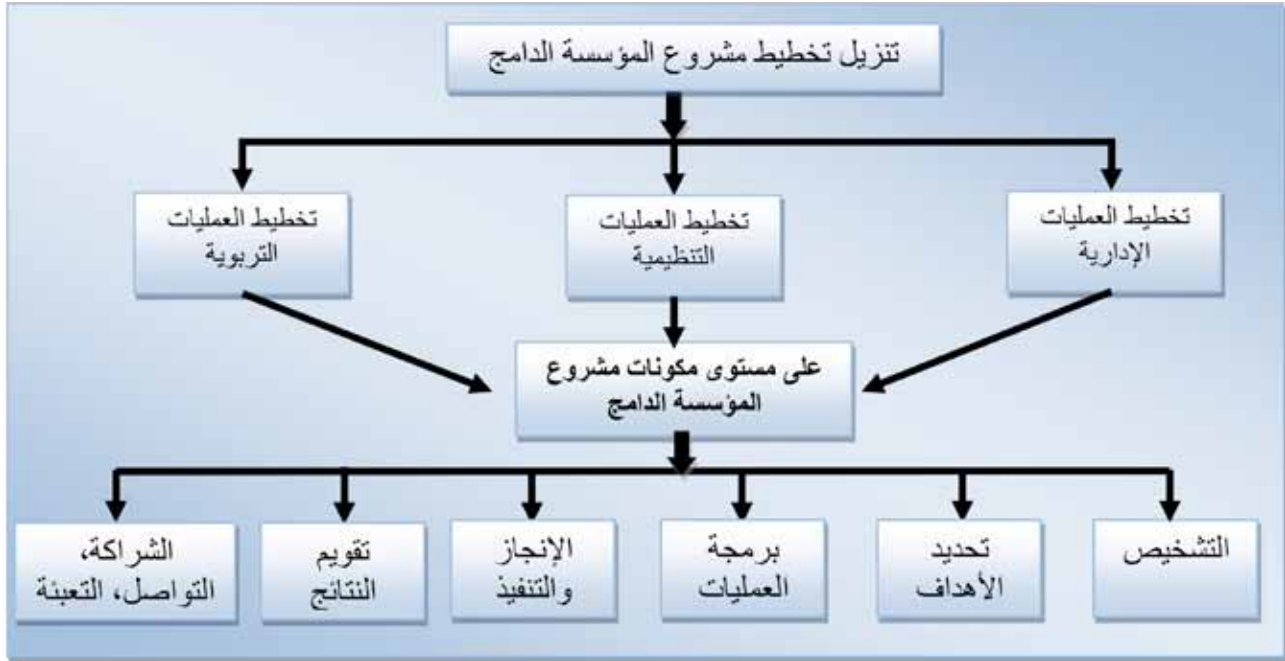 تنزيل تخطيط مشروع المؤسسة الدامج
تخطيط العمليات
الإدارية
تخطيط العمليات
التنظيمية
تخطيط العمليات
التربوية
على مستوى مكونات مشروع
المؤسسة الدامج
التشخيص
تحديد
الأهداف
برمجة
العمليات
الإنجاز
والتنفيذ
تقويم
النتائج
الشراكة،
التواصل، التعبئة